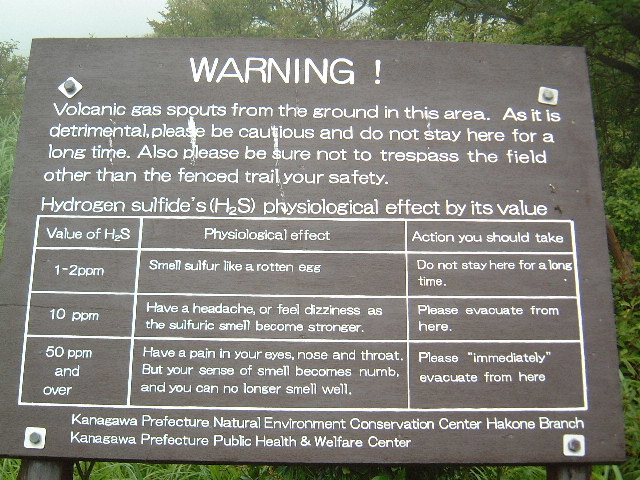 WARNING !
Volcanic gas spouts from the ground in this area. As it is
detrimental, please be cautious and do not stay here for a
long time. Also please be sure not to trespass the field
other than the fenced trail, your safety.
Hydrogen sulfide's (H₂S) physiological effect by its value
Value of H₂S
Physiological effect
Action you should take
1-2ppm
Smell sulfur like a rotten egg
Do not stay here for a long
time.
10 ppm
Have a headache, or feel dizziness as
the sulfuric smell become stronger.
Please evacuate from
here.
50 ppm
and
over
Have a pain in your eyes, nose and throat.
But your sense of smell becomes numb,
and you can no longer smell well.
Please "immediately"
evacuate from here
Kanagawa Prefecture Natural Environment Conservation Center Hakone Branch
Kanagawa Prefecture Public Health & Welfare Center